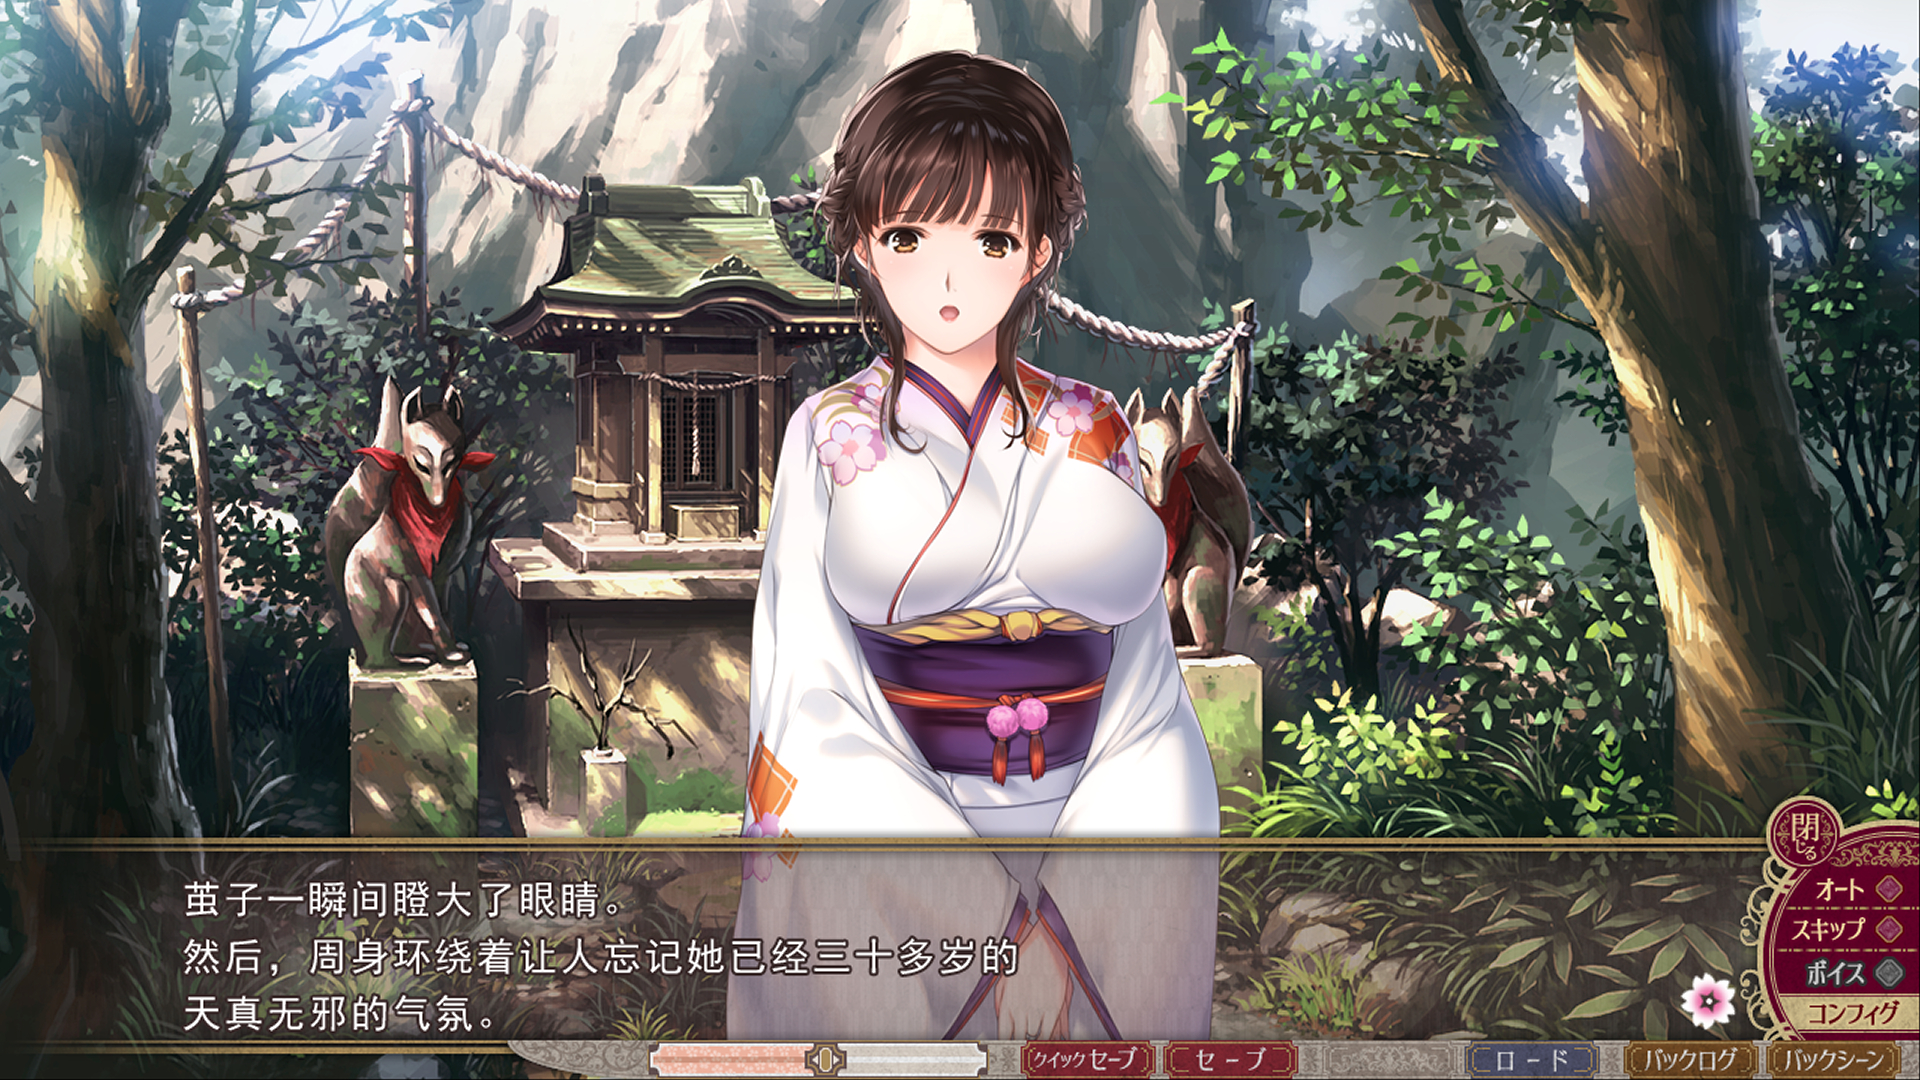 茧子一瞬间瞪大了眼睛。
然后，周身环绕着让人忘记她已经三十多岁的
天真无邪的气氛。
閉じる
オート
スキップ
ボイス
コンフィグ
クイックセーブ
セーブ
ロード
バックログ
バックシーン